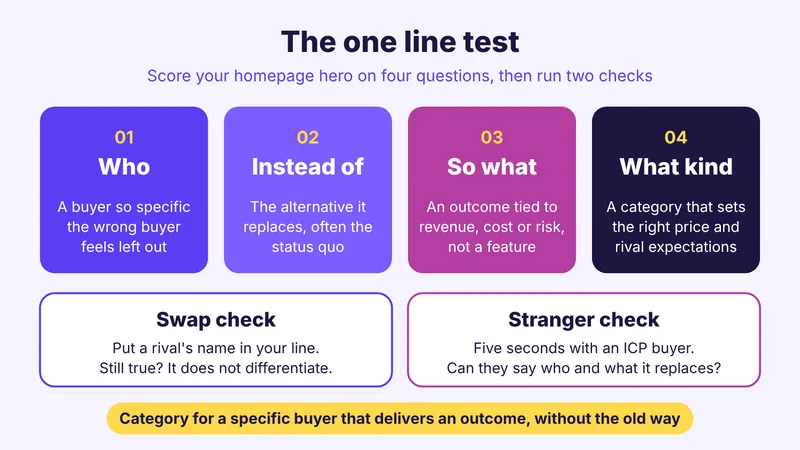 The one line test
Score your homepage hero on four questions, then run two checks
01
Who
A buyer so specific
the wrong buyer
feels left out
02
Instead of
The alternative it
replaces, often the
status quo
03
So what
An outcome tied to
revenue, cost or risk,
not a feature
04
What kind
A category that sets
the right price and
rival expectations
Swap check
Put a rival's name in your line.
Still true? It does not differentiate.
Stranger check
Five seconds with an ICP buyer.
Can they say who and what it replaces?
Category for a specific buyer that delivers an outcome, without the old way